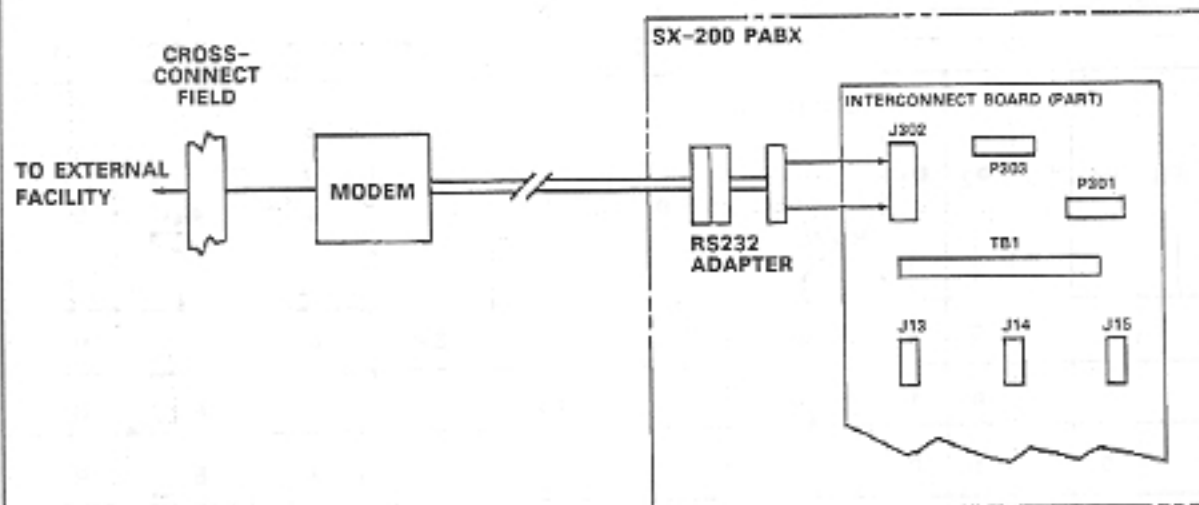 SX-200 PABX
CROSS-
CONNECT
FIELD
INTERCONNECT BOARD (PART)
J302
P303
P301
TO EXTERNAL
FACILITY
MODEM
RS232
ADAPTER
TB1
J13
J14
J15